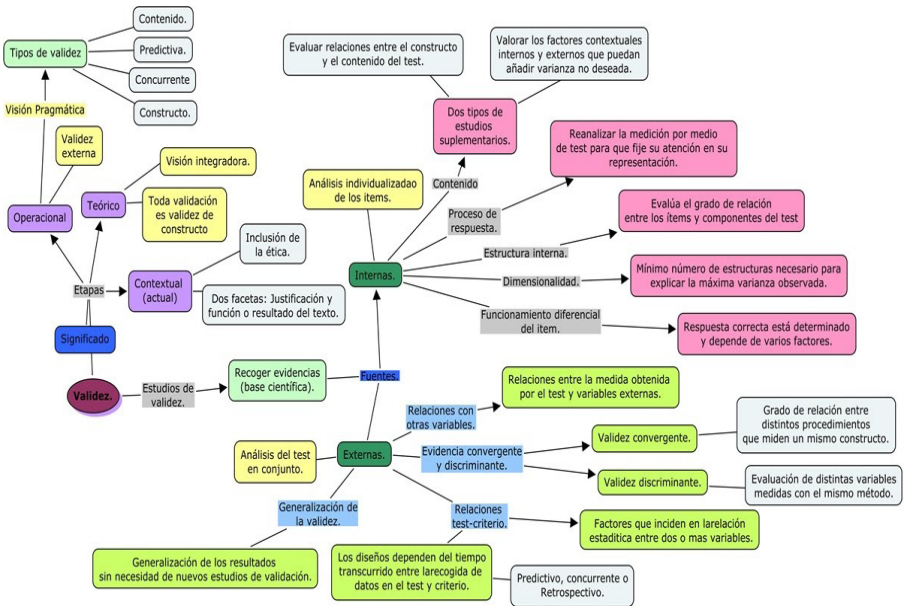 Contenido.
Tipos de validez
Predictiva.
Concurrente
Constructo.
Visión Pragmática
Validez
externa
Operacional
Teórico
Visión integradora.
Toda validación
es validez de
constructo
Etapas
Contextual
(actual)
Inclusión de
la ética.
Dos facetas: Justificación y
función o resultado del texto.
Significado
Validez.
Estudios de
validez.
Recoger evidencias
(base científica).
Fuentes.
Evaluar relaciones entre el constructo
y el contenido del test.
Valorar los factores contextuales
internos y externos que puedan
añadir varianza no deseada.
Dos tipos de
estudios
suplementarios.
Análisis individualizadao
de los items.
Internas.
Contenido
Proceso de
respuesta.
Reanalizar la medición por medio
de test para que fije su atención en su
representación.
Estructura interna.
Evalúa el grado de relación
entre los ítems y componentes del test
Dimensionalidad.
Mínimo número de estructuras necesario para
explicar la máxima varianza observada.
Funcionamiento diferencial
del item.
Respuesta correcta está determinado
y depende de varios factores.
Análisis del test
en conjunto.
Externas.
Relaciones con
otras variables.
Relaciones entre la medida obtenida
por el test y variables externas.
Evidencia convergente
y discriminante.
Validez convergente.
Grado de relación entre
distintos procedimientos
que miden un mismo constructo.
Validez discriminante.
Evaluación de distintas variables
medidas con el mismo método.
Generalización de
la validez.
Generalización de los resultados
sin necesidad de nuevos estudios de validación.
Relaciones
test-criterio.
Factores que inciden en larelación
estaditica entre dos o mas variables.
Los diseños dependen del tiempo
transcurrido entre larecogida de
datos en el test y criterio.
Predictivo, concurrente o
Retrospectivo.